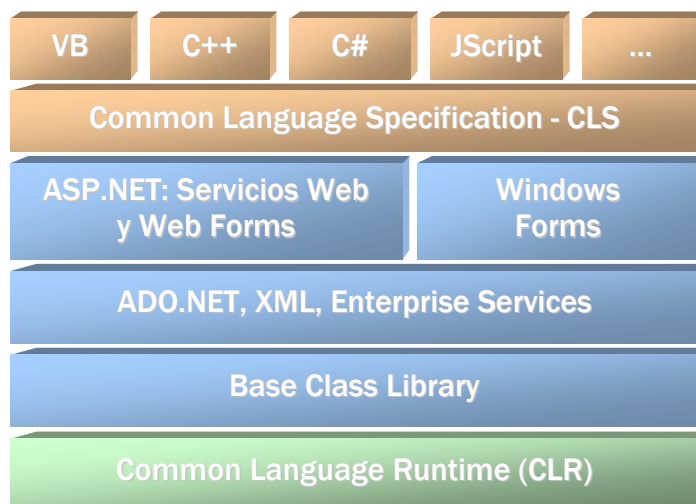 VB
C++
C#
JScript
...
Common Language Specification - CLS
ASP.NET: Servicios Web
y Web Forms
Windows
Forms
ADO.NET, XML, Enterprise Services
Base Class Library
Common Language Runtime (CLR)